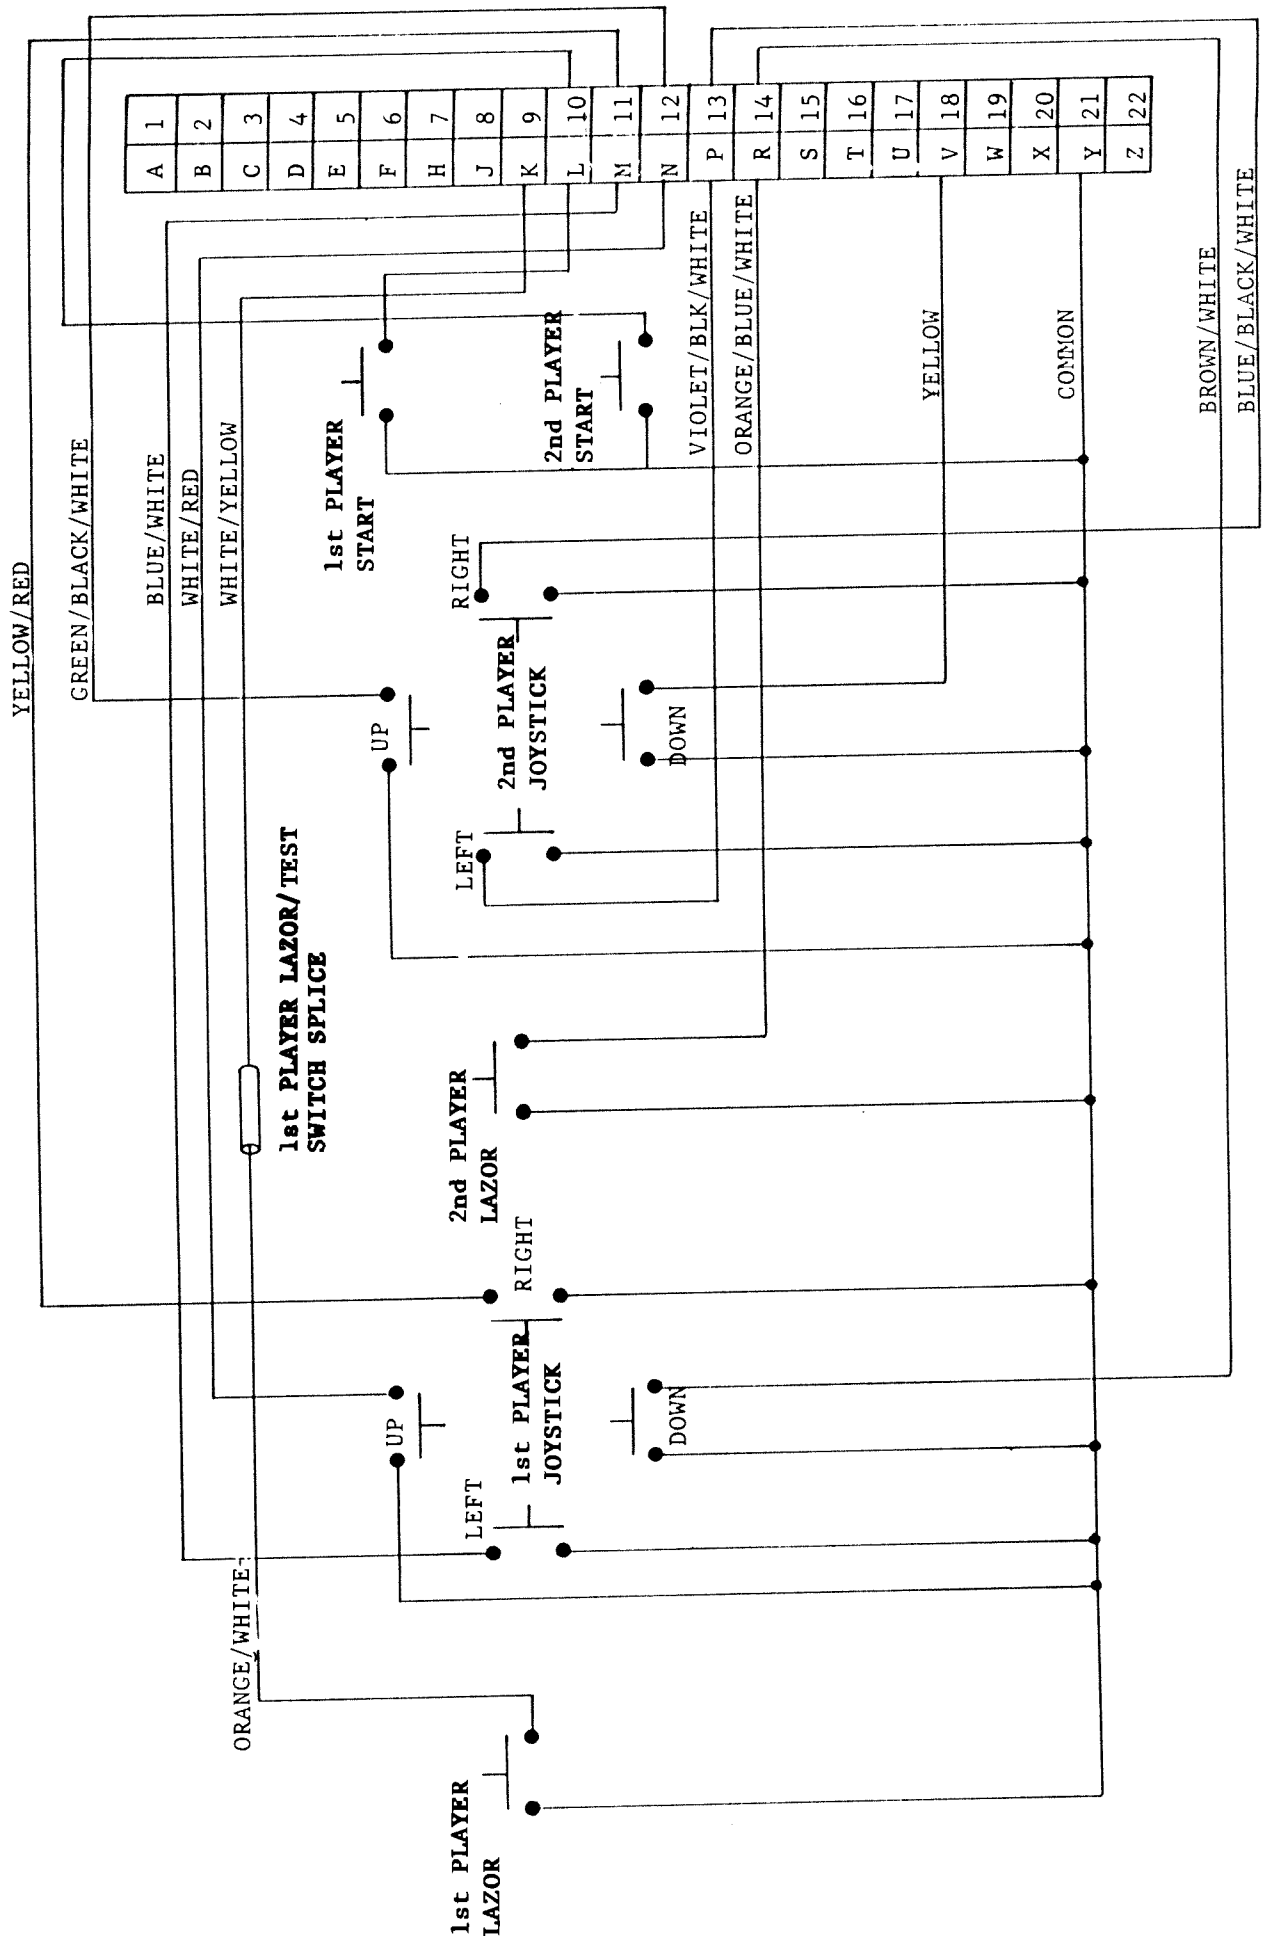 A 1
B 2
C 3
D 4
E 5
F 6
H 7
J 8
K 9
L 10
M 11
N 12
P 13
R 14
S 15
T 16
U 17
V 18
W 19
X 20
Y 21
Z 22
YELLOW/RED
GREEN/BLACK/WHITE
BLUE/WHITE
WHITE/RED
WHITE/YELLOW
1st PLAYER
START
2nd PLAYER
START
VIOLET/BLK/WHITE
ORANGE/BLUE/WHITE
YELLOW
COMMON
BROWN/WHITE
BLUE/BLACK/WHITE
RIGHT
UP
2nd PLAYER
JOYSTICK
DOWN
LEFT
1st PLAYER LAZOR/TEST
SWITCH SPLICE
2nd PLAYER
LAZOR
RIGHT
UP
1st PLAYER
JOYSTICK
DOWN
LEFT
ORANGE/WHITE
1st PLAYER
LAZOR